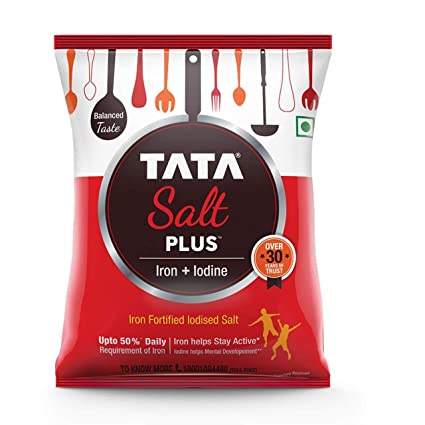 Balanced
Taste
TATA
Salt
PLUS™
Iron + Iodine
OVER
30
YEARS OF
TRUST
Iron Fortified Iodised Salt
Upto 50%* Daily
Requirement of Iron
Iron helps Stay Active*
Iodine helps Mental Development**
TO KNOW MORE